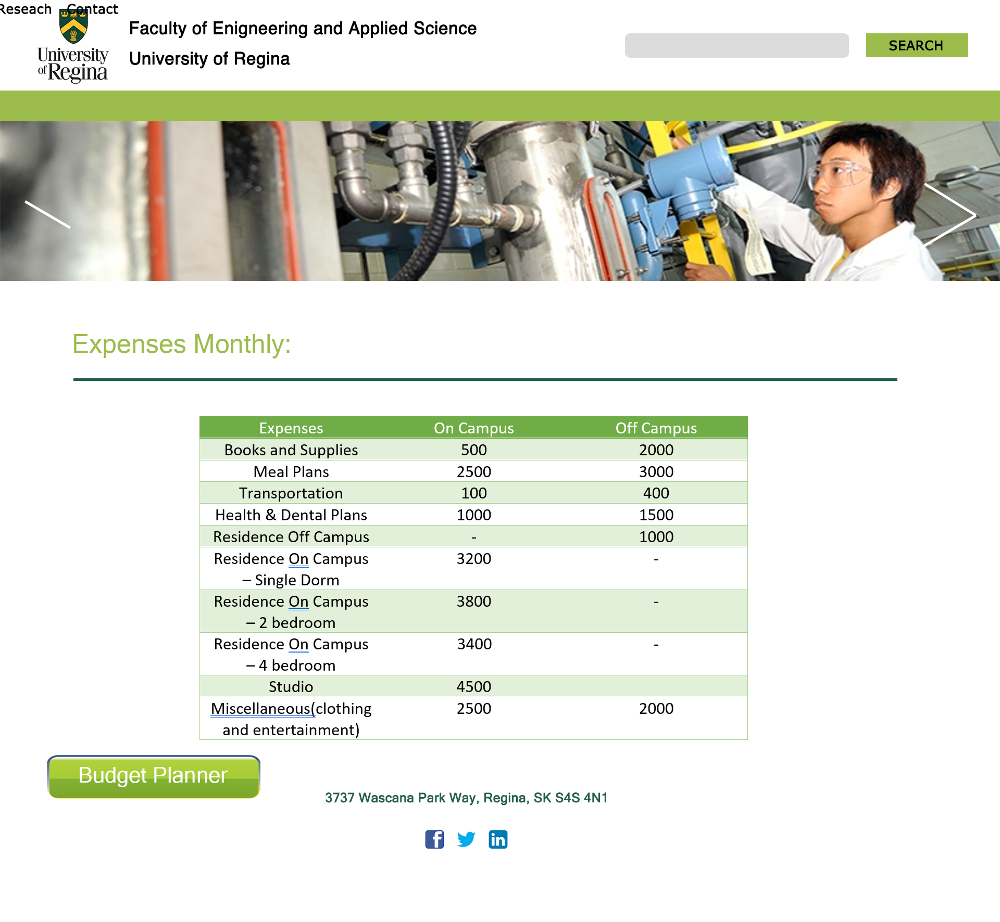 Reseach Contact
University
of Regina
Faculty of Enigneering and Applied Science
University of Regina
SEARCH
Expenses Monthly:
Expenses On Campus Off Campus
Books and Supplies 500 2000
Meal Plans 2500 3000
Transportation 100 400
Health & Dental Plans 1000 1500
Residence Off Campus - 1000
Residence On Campus 3200 -
– Single Dorm
Residence On Campus 3800 -
– 2 bedroom
Residence On Campus 3400 -
– 4 bedroom
Studio 4500
Miscellaneous(clothing 2500 2000
and entertainment)
Budget Planner
3737 Wascana Park Way, Regina, SK S4S 4N1
f in